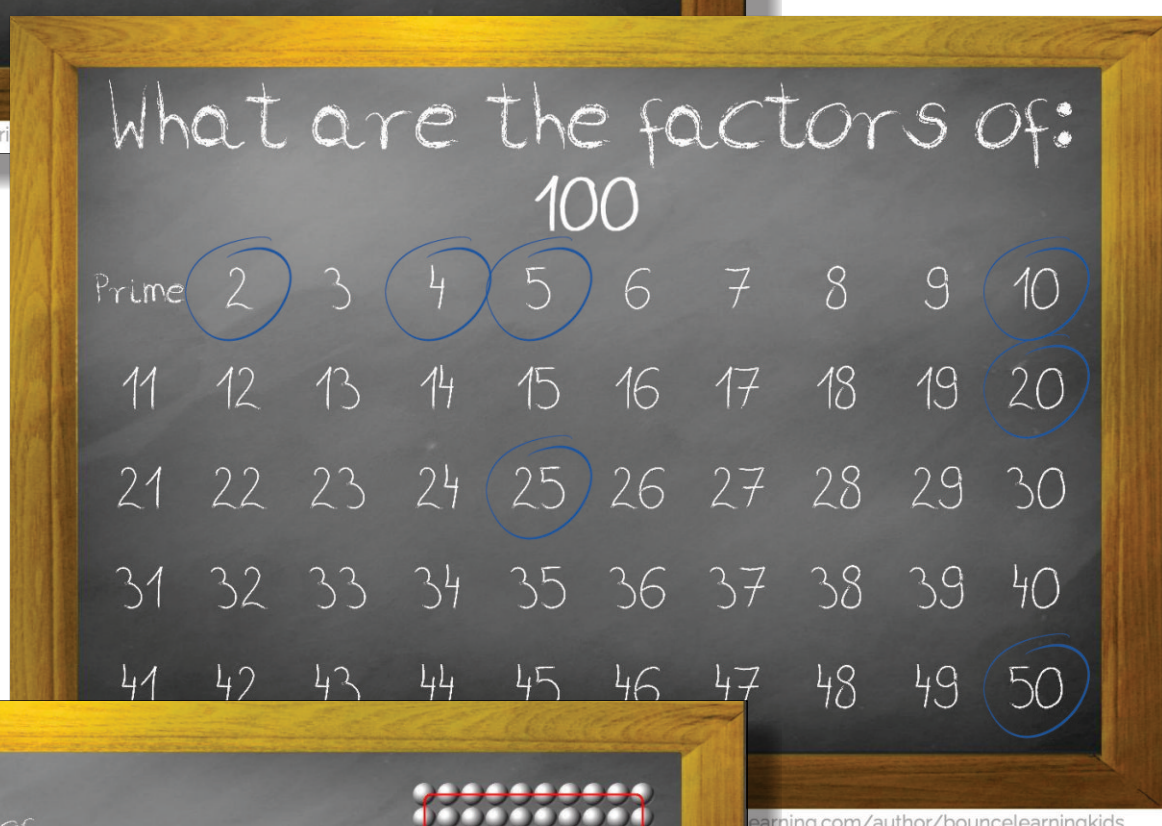 What are the factors of:
100
Prime 2 3 4 5 6 7 8 9 10
11 12 13 14 15 16 17 18 19 20
21 22 23 24 25 26 27 28 29 30
31 32 33 34 35 36 37 38 39 40
41 42 43 44 45 46 47 48 49 50
earning.com/author/bouncelearningkids